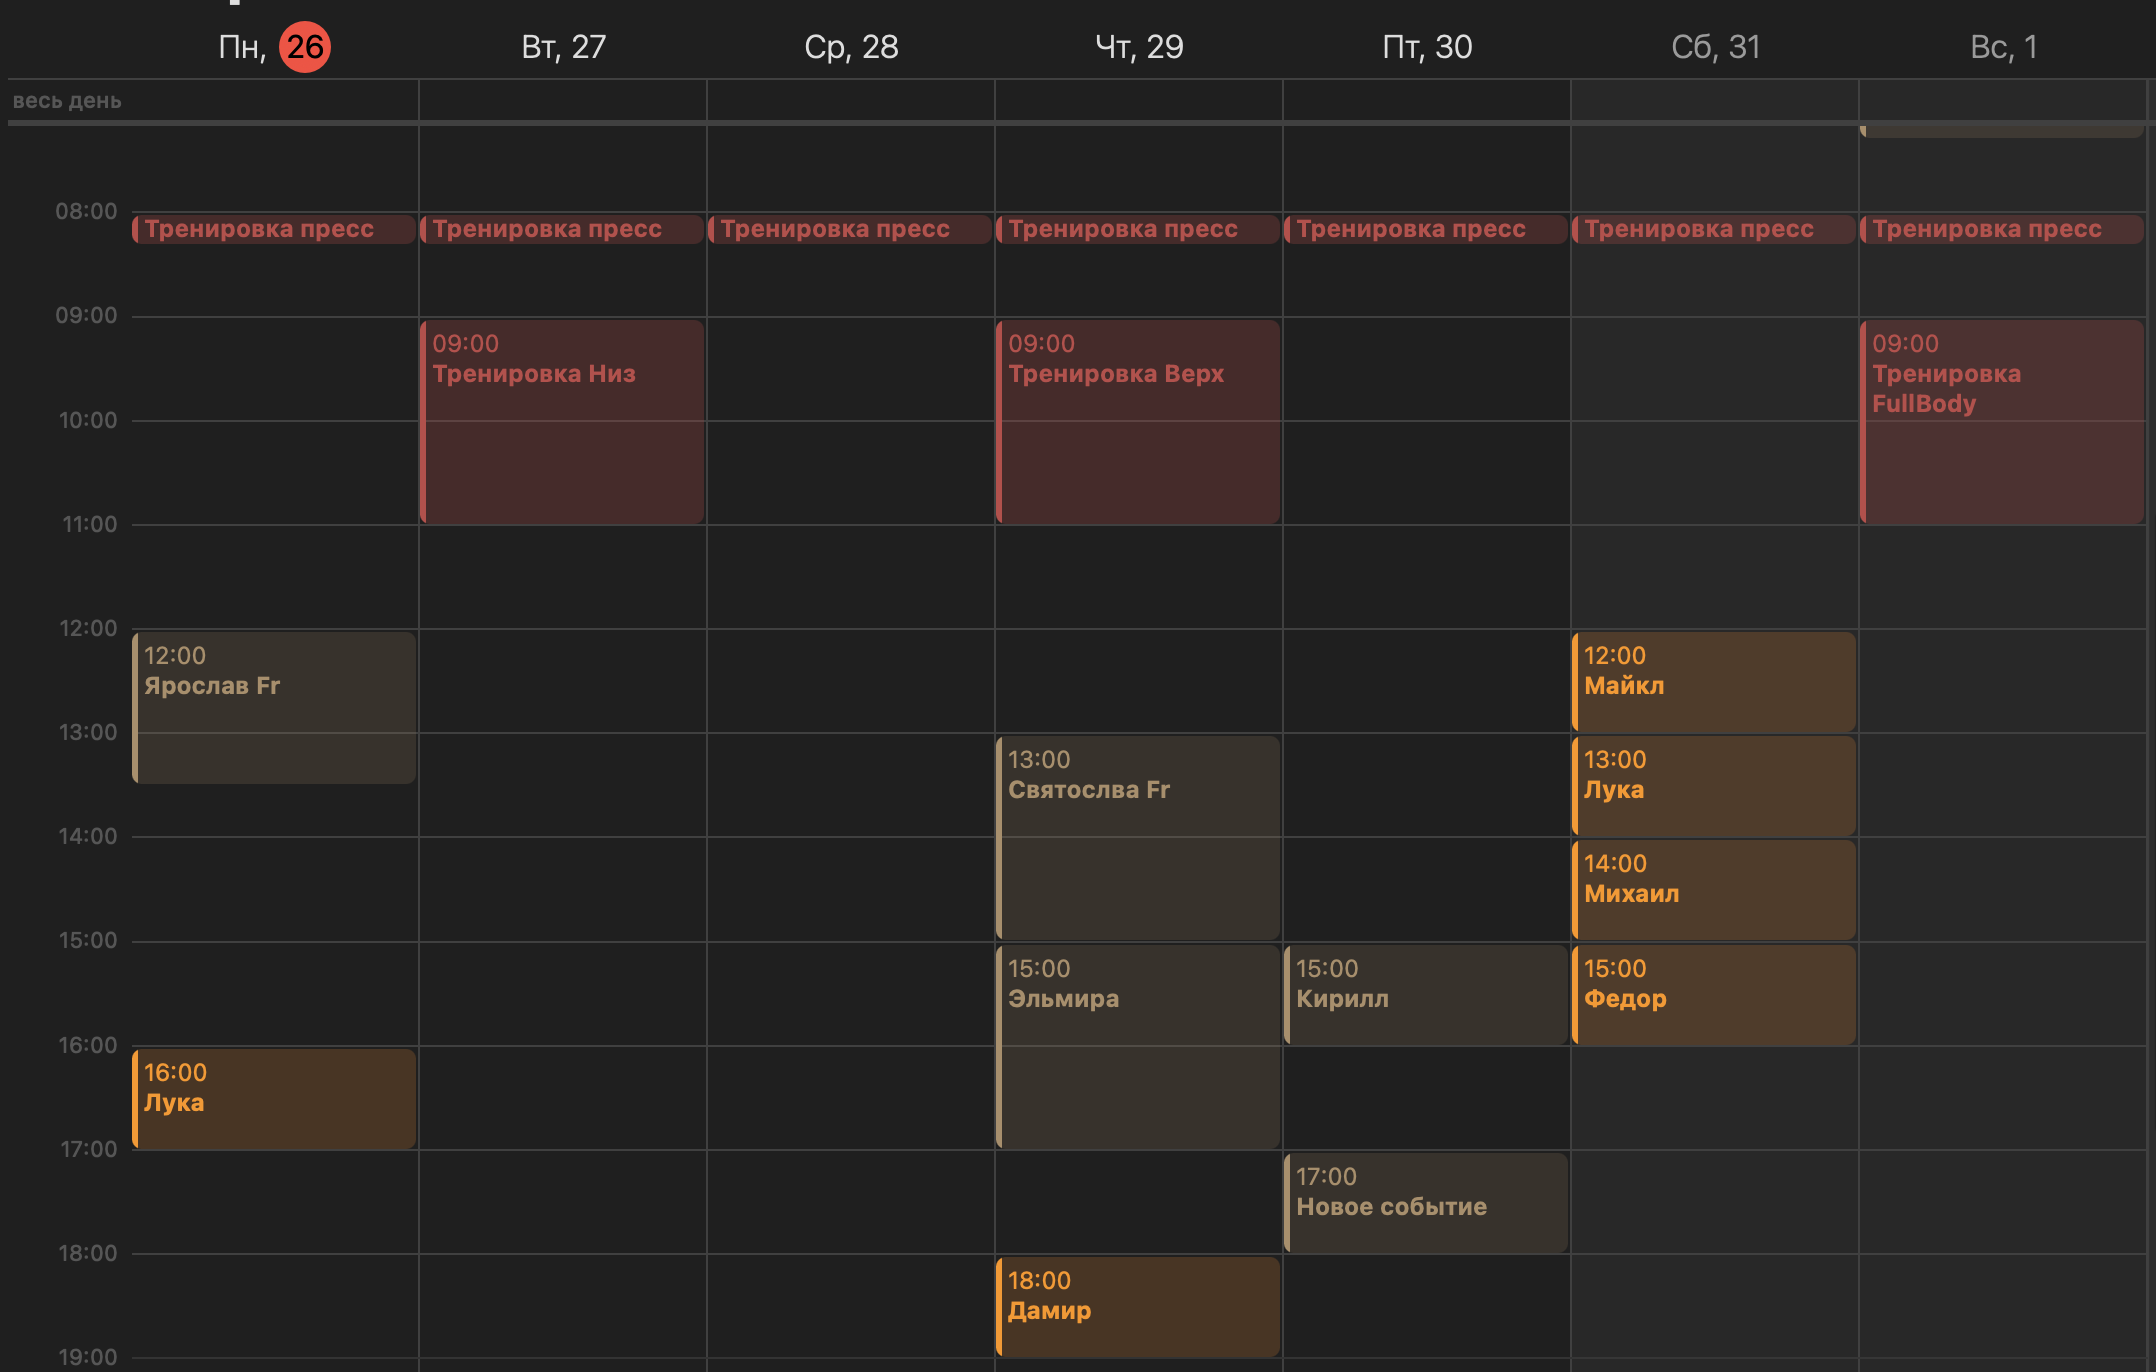 Пн, 26
Вт, 27
Ср, 28
Чт, 29
Пт, 30
Сб, 31
Вс, 1
весь день
08:00
Тренировка пресс
Тренировка пресс
Тренировка пресс
Тренировка пресс
Тренировка пресс
Тренировка пресс
Тренировка пресс
09:00
09:00
Тренировка Низ
09:00
Тренировка Верх
09:00
Тренировка
FullBody
10:00
11:00
12:00
12:00
Ярослав Fr
12:00
Майкл
13:00
13:00
Святослва Fr
13:00
Лука
14:00
14:00
Михаил
15:00
15:00
Эльмира
15:00
Кирилл
15:00
Федор
16:00
16:00
Лука
17:00
17:00
Новое событие
18:00
18:00
Дамир
19:00